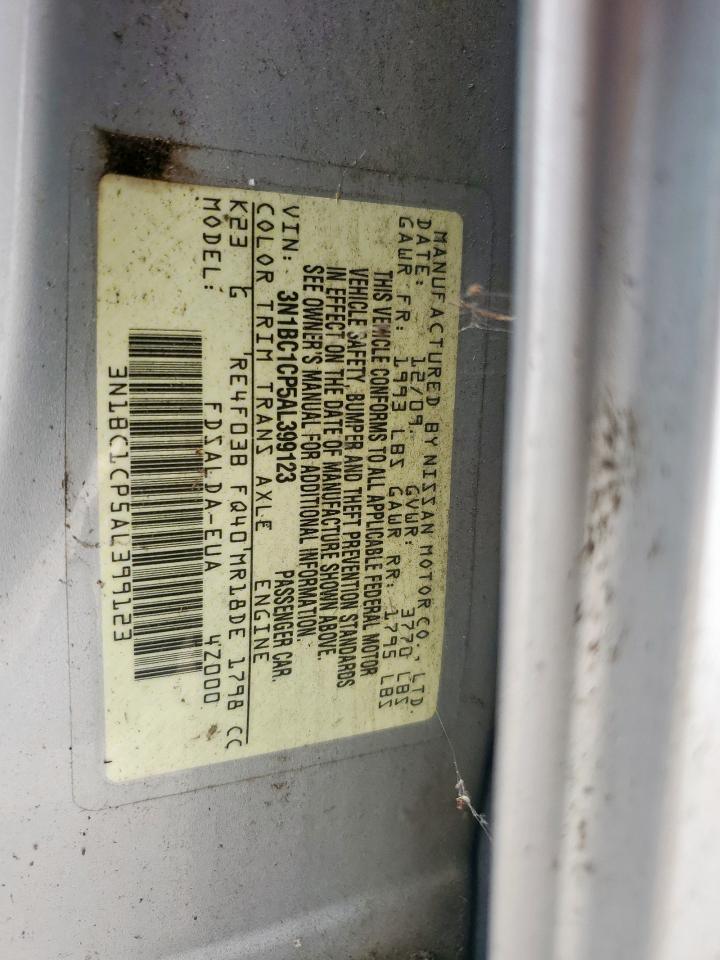 MANUFACTURED BY NISSAN MOTOR CO., LTD.
DATE: 12/09 GVWR: 3770 LBS
GAWR FR: 1993 LBS GAWR RR: 1795 LBS
THIS VEHICLE CONFORMS TO ALL APPLICABLE FEDERAL MOTOR
VEHICLE SAFETY, BUMPER AND THEFT PREVENTION STANDARDS
IN EFFECT ON THE DATE OF MANUFACTURE SHOWN ABOVE.
SEE OWNER'S MANUAL FOR ADDITIONAL INFORMATION.
VIN: 3N1BC1CP5AL399123 PASSENGER CAR.
COLOR TRIM TRANS AXLE ENGINE
K23 G RE4F03B FQ40 MR18DE 1798 CC
MODEL: FDSALDA-EUA 4Z000
3N1BC1CP5AL399123